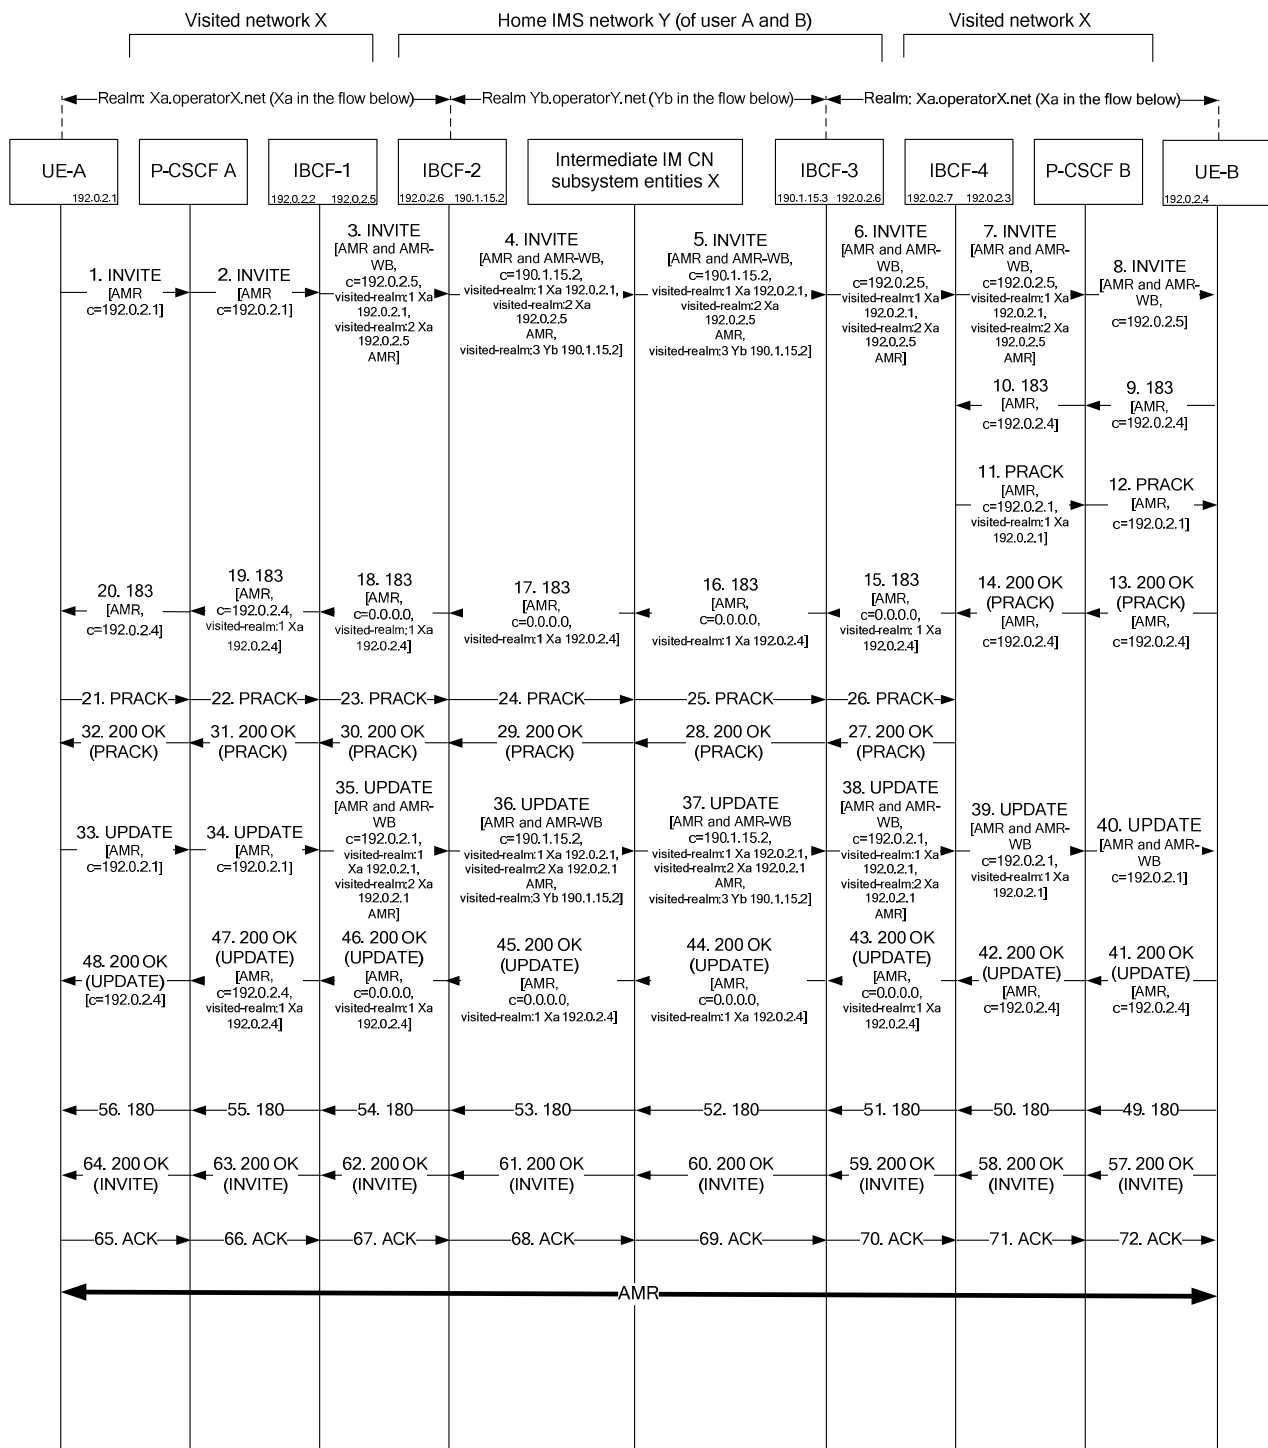 Visited network X
Home IMS network Y (of user A and B)
Visited network X
Realm: Xa.operatorX.net (Xa in the flow below)
Realm Yb.operatorY.net (Yb in the flow below)
Realm: Xa.operatorX.net (Xa in the flow below)
UE-A
192.0.2.1
P-CSCF A
IBCF-1
192.0.2.2 192.0.2.5
IBCF-2
192.0.2.6 190.1.15.2
Intermediate IM CN
subsystem entities X
IBCF-3
190.1.15.3 192.0.2.6
IBCF-4
192.0.2.7 192.0.2.3
P-CSCF B
UE-B
192.0.2.4
1. INVITE
[AMR
c=192.0.2.1]
2. INVITE
[AMR
c=192.0.2.1]
3. INVITE
[AMR and AMR-
WB,
c=192.0.2.5,
visited-realm:1 Xa
192.0.2.1,
visited-realm:2 Xa
192.0.2.5
AMR]
4. INVITE
[AMR and AMR-WB,
c=190.1.15.2,
visited-realm:1 Xa 192.0.2.1,
visited-realm:2 Xa
192.0.2.5
AMR,
visited-realm:3 Yb 190.1.15.2]
5. INVITE
[AMR and AMR-WB,
c=190.1.15.2,
visited-realm:1 Xa 192.0.2.1,
visited-realm:2 Xa
192.0.2.5
AMR,
visited-realm:3 Yb 190.1.15.2]
6. INVITE
[AMR and AMR-
WB,
c=192.0.2.5,
visited-realm:1 Xa
192.0.2.1,
visited-realm:2 Xa
192.0.2.5
AMR]
7. INVITE
[AMR and AMR-
WB,
c=192.0.2.5,
visited-realm:1 Xa
192.0.2.1,
visited-realm:2 Xa
192.0.2.5
AMR]
8. INVITE
[AMR and AMR-
WB,
c=192.0.2.5]
10. 183
[AMR,
c=192.0.2.4]
9. 183
[AMR,
c=192.0.2.4]
11. PRACK
[AMR,
c=192.0.2.1,
visited-realm:1 Xa
192.0.2.1]
12. PRACK
[AMR,
c=192.0.2.1]
20. 183
[AMR,
c=192.0.2.4]
19. 183
[AMR,
c=192.0.2.4,
visited-realm:1 Xa
192.0.2.4]
18. 183
[AMR,
c=0.0.0.0,
visited-realm:1 Xa
192.0.2.4]
17. 183
[AMR,
c=0.0.0.0,
visited-realm:1 Xa 192.0.2.4]
16. 183
[AMR,
c=0.0.0.0,
visited-realm:1 Xa 192.0.2.4]
15. 183
[AMR,
c=0.0.0.0,
visited-realm: 1 Xa
192.0.2.4]
14. 200 OK
(PRACK)
[AMR,
c=192.0.2.4]
13. 200 OK
(PRACK)
[AMR,
c=192.0.2.4]
21. PRACK
22. PRACK
23. PRACK
24. PRACK
25. PRACK
26. PRACK
32. 200 OK
(PRACK)
31. 200 OK
(PRACK)
30. 200 OK
(PRACK)
29. 200 OK
(PRACK)
28. 200 OK
(PRACK)
27. 200 OK
(PRACK)
33. UPDATE
[AMR,
c=192.0.2.1]
34. UPDATE
[AMR,
c=192.0.2.1]
35. UPDATE
[AMR and AMR-
WB
c=192.0.2.1,
visited-realm:1
Xa 192.0.2.1,
visited-realm:2 Xa
192.0.2.1
AMR]
36. UPDATE
[AMR and AMR-WB
c=190.1.15.2,
visited-realm:1 Xa 192.0.2.1,
visited-realm:2 Xa 192.0.2.1
AMR,
visited-realm:3 Yb 190.1.15.2]
37. UPDATE
[AMR and AMR-WB
c=190.1.15.2,
visited-realm:1 Xa 192.0.2.1,
visited-realm:2 Xa 192.0.2.1
AMR,
visited-realm:3 Yb 190.1.15.2]
38. UPDATE
[AMR and AMR-
WB,
c=192.0.2.1,
visited-realm:1 Xa
192.0.2.1,
visited-realm:2 Xa
192.0.2.1
AMR]
39. UPDATE
[AMR and AMR-
WB
c=192.0.2.1,
visited-realm:1 Xa
192.0.2.1]
40. UPDATE
[AMR and AMR-
WB
c=192.0.2.1]
48. 200 OK
(UPDATE)
[c=192.0.2.4]
47. 200 OK
(UPDATE)
[AMR,
c=192.0.2.4,
visited-realm:1 Xa
192.0.2.4]
46. 200 OK
(UPDATE)
[AMR,
c=0.0.0.0,
visited-realm:1 Xa
192.0.2.4]
45. 200 OK
(UPDATE)
[AMR,
c=0.0.0.0,
visited-realm:1 Xa 192.0.2.4]
44. 200 OK
(UPDATE)
[AMR,
c=0.0.0.0,
visited-realm:1 Xa 192.0.2.4]
43. 200 OK
(UPDATE)
[AMR,
c=0.0.0.0,
visited-realm:1 Xa
192.0.2.4]
42. 200 OK
(UPDATE)
[AMR,
c=192.0.2.4]
41. 200 OK
(UPDATE)
[AMR,
c=192.0.2.4]
56. 180
55. 180
54. 180
53. 180
52. 180
51. 180
50. 180
49. 180
64. 200 OK
(INVITE)
63. 200 OK
(INVITE)
62. 200 OK
(INVITE)
61. 200 OK
(INVITE)
60. 200 OK
(INVITE)
59. 200 OK
(INVITE)
58. 200 OK
(INVITE)
57. 200 OK
(INVITE)
65. ACK
66. ACK
67. ACK
68. ACK
69. ACK
70. ACK
71. ACK
72. ACK
AMR